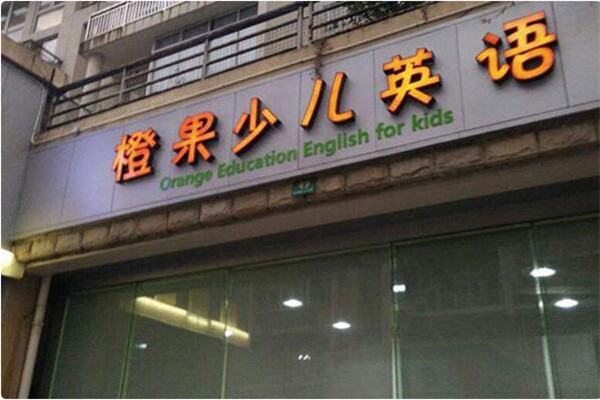 橙果少儿英语
Orange Education English for kids